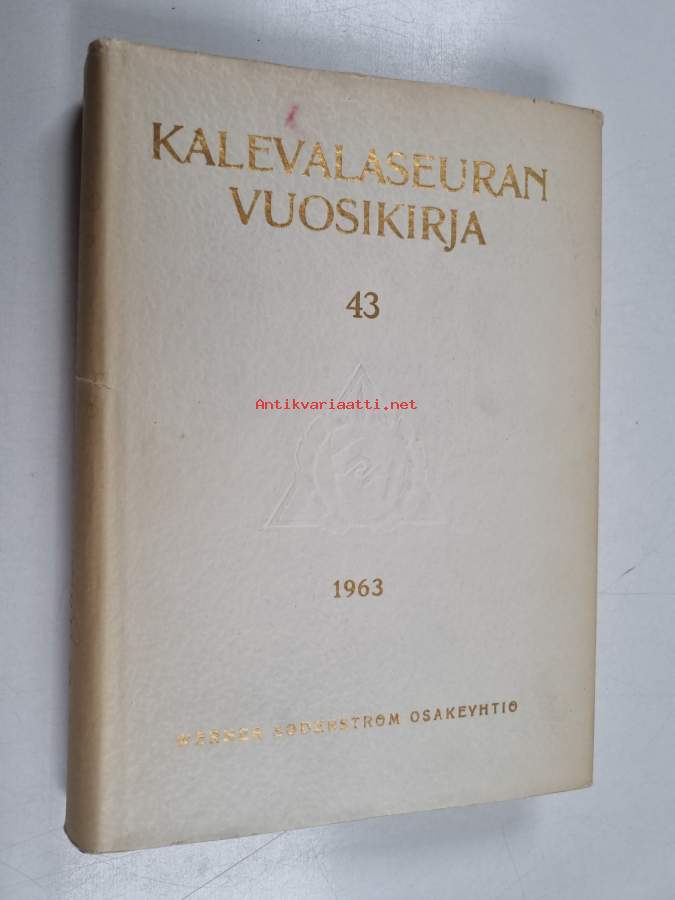 KALEVALASEURAN
VUOSIKIRJA
43
Antikvariaatti.net
1963
WERNER SÖDERSTRÖM OSAKEYHTIÖ